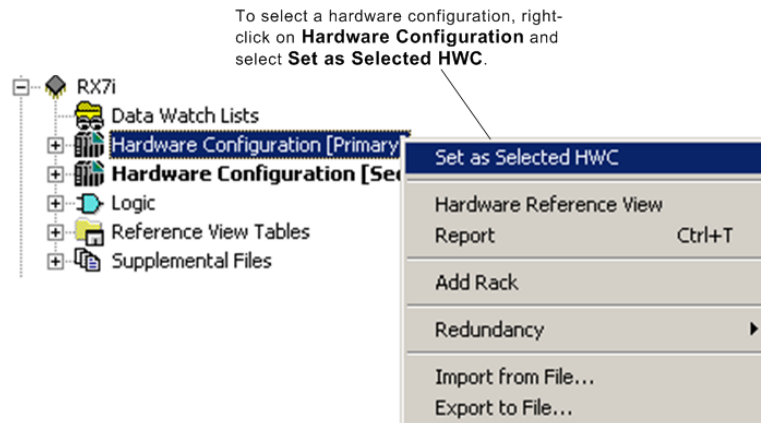 To select a hardware configuration, right-
click on Hardware Configuration and
select Set as Selected HWC.
RX7i
Data Watch Lists
Hardware Configuration [Primary
Hardware Configuration [Se
Logic
Reference View Tables
Supplemental Files
Set as Selected HWC
Hardware Reference View
Report Ctrl+T
Add Rack
Redundancy
Import from File...
Export to File...